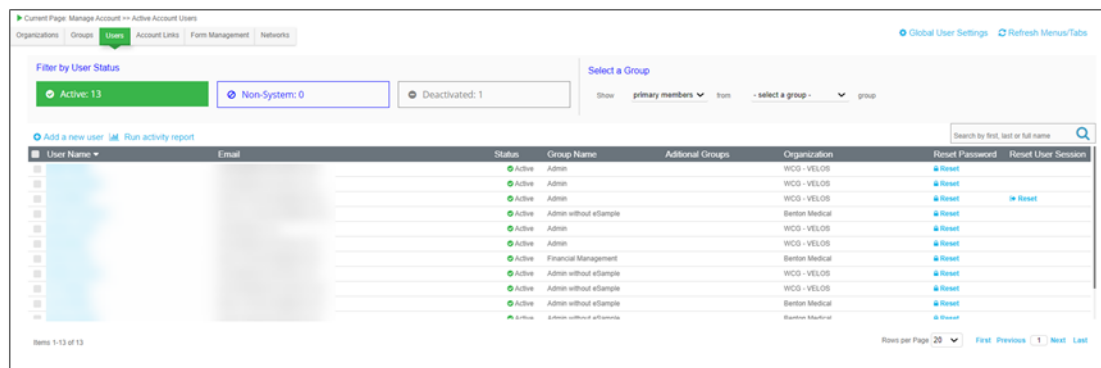 Current Page: Manage Account >> Active Account Users
Organizations Groups Users Account Links Form Management Networks
Global User Settings Refresh Menus/Tabs
Filter by User Status
Active: 13 Non-System: 0 Deactivated: 1
Select a Group
Show primary members from - select a group - group
Add a new user Run activity report
Search by first, last or full name
User Name Email Status Group Name Aditional Groups Organization Reset Password Reset User Session
Active Admin WCG - VELOS Reset
Active Admin WCG - VELOS Reset
Active Admin WCG - VELOS Reset Reset
Active Admin without eSample Benton Medical Reset
Active Admin WCG - VELOS Reset
Active Admin WCG - VELOS Reset
Active Financial Management Benton Medical Reset
Active Admin without eSample WCG - VELOS Reset
Active Admin without eSample WCG - VELOS Reset
Active Admin without eSample Benton Medical Reset
Active Admin without eSample Benton Medical Reset
Items 1-13 of 13
Rows per Page 20 First Previous 1 Next Last